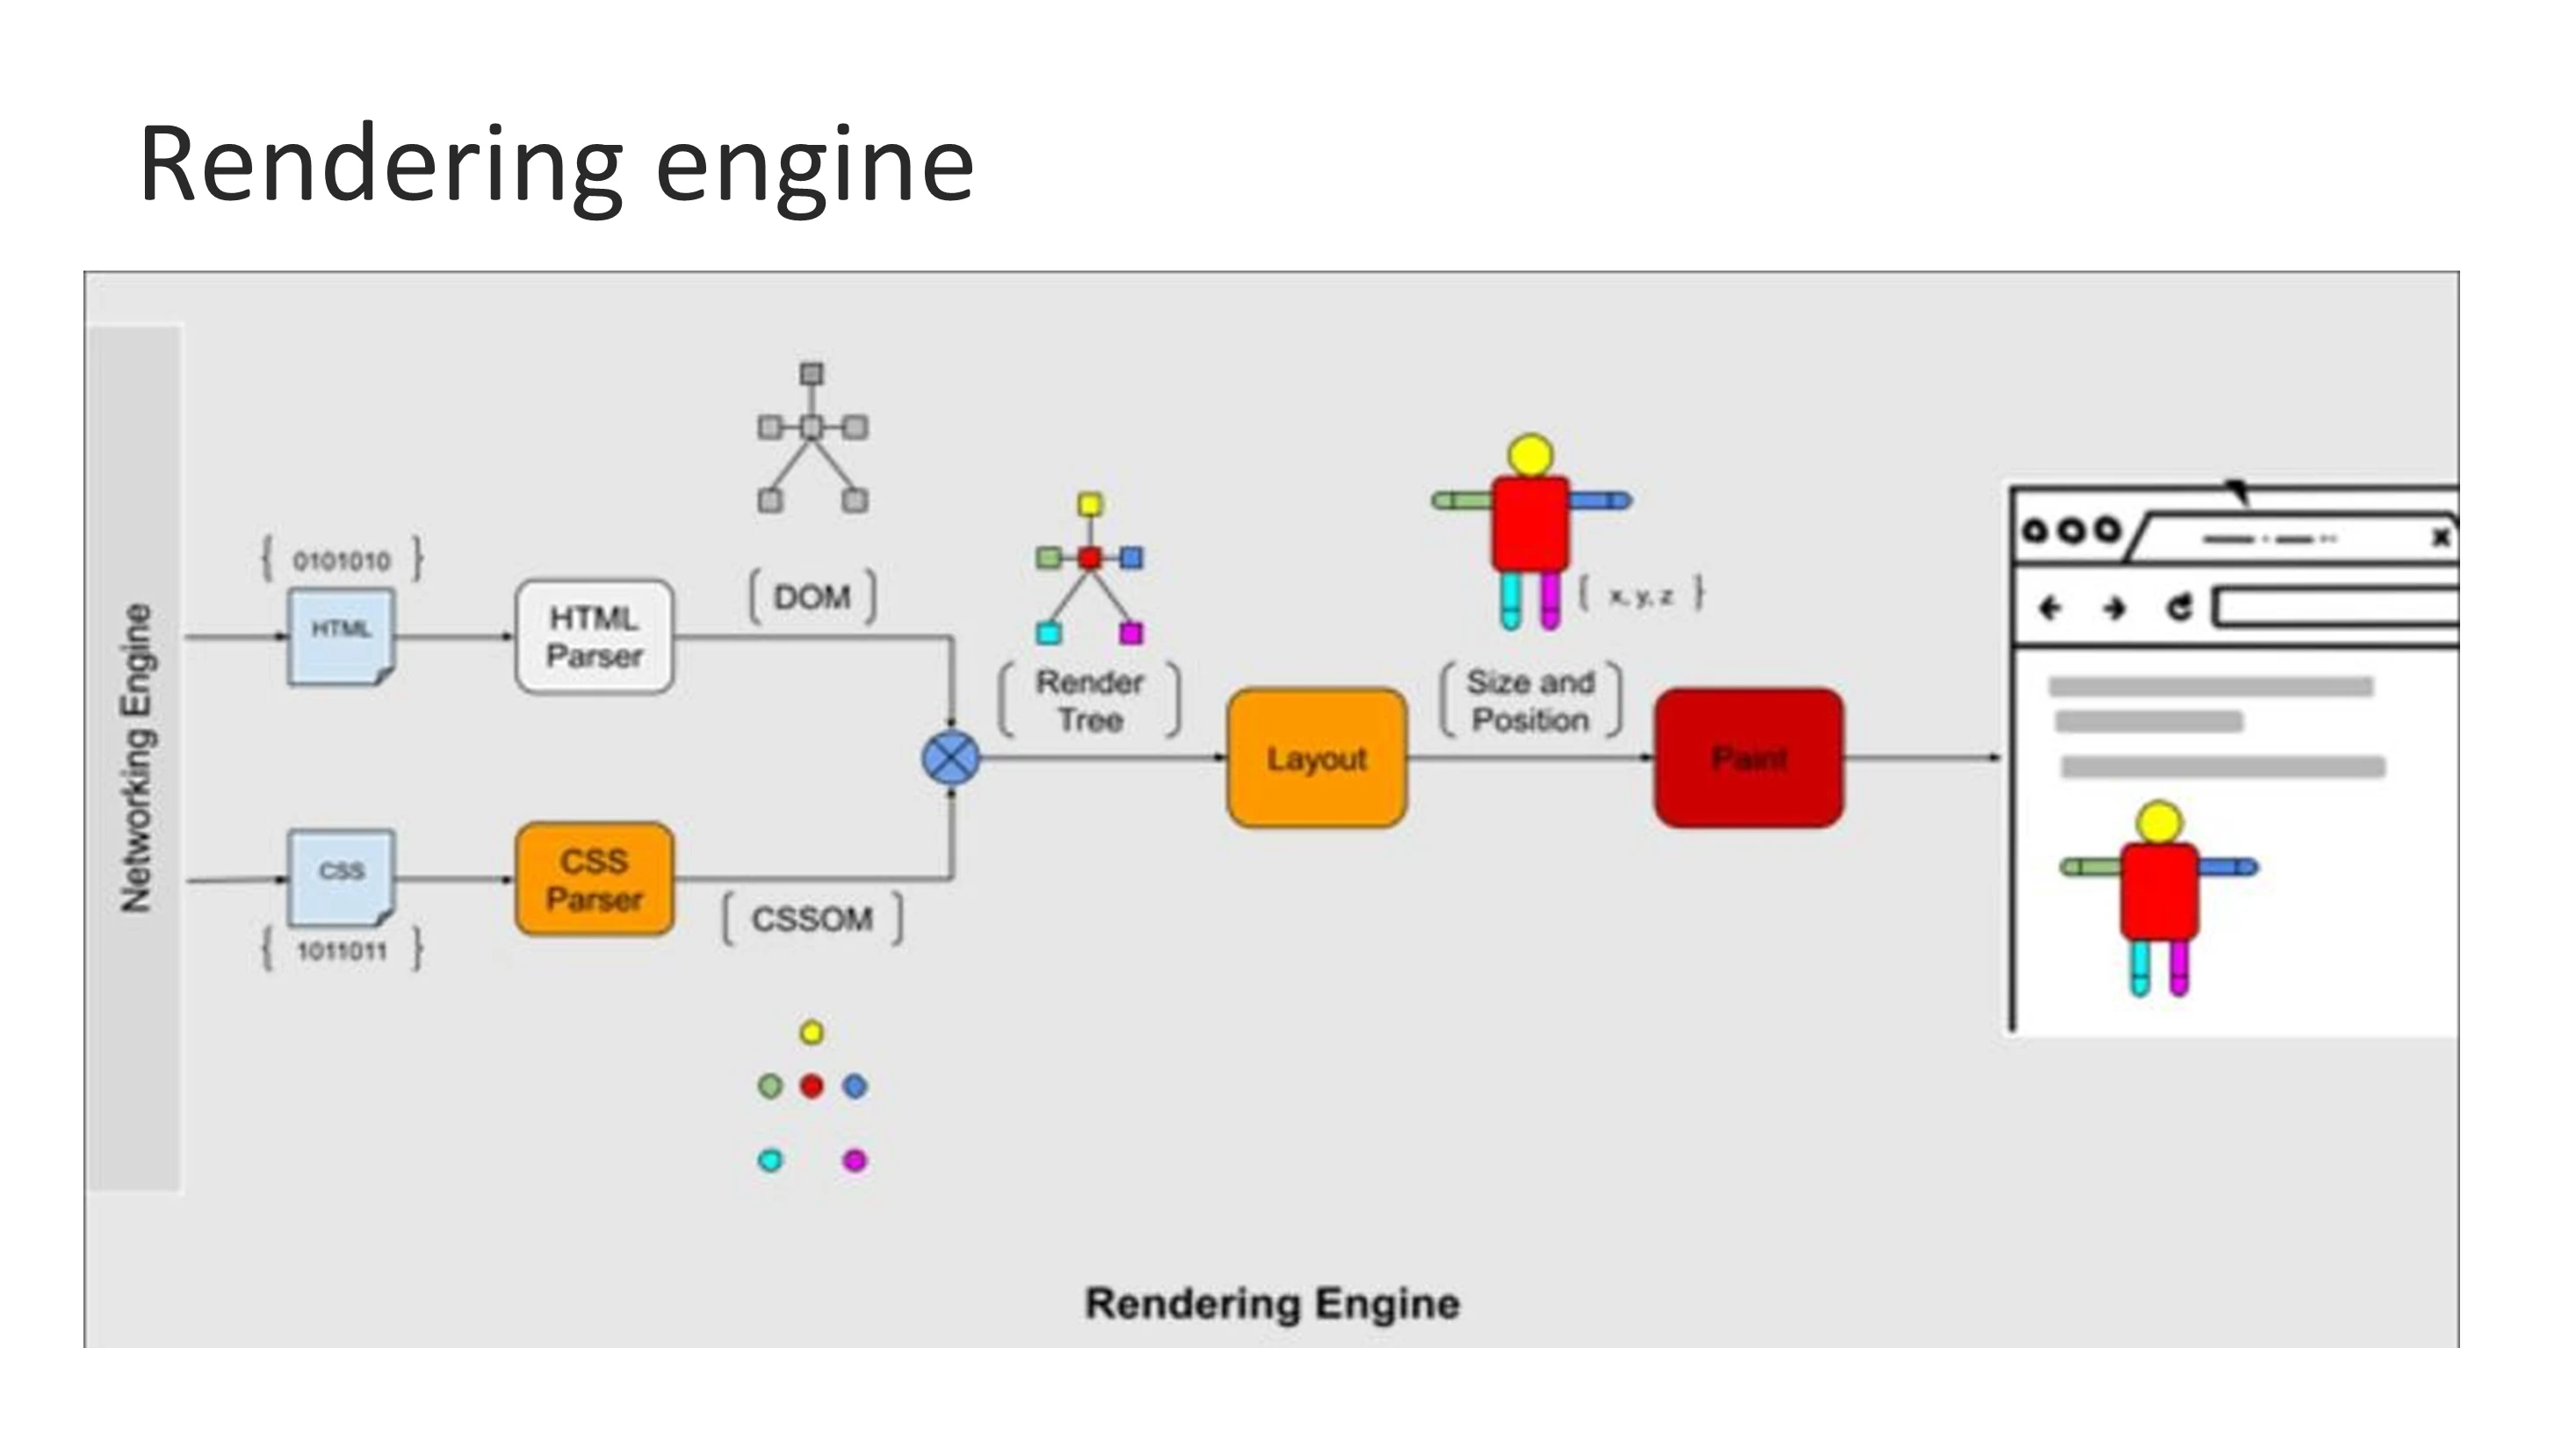 Rendering engine
Networking Engine
{ 0101010 }
HTML
HTML
Parser
[ DOM ]
CSS
{ 1011011 }
CSS
Parser
[ CSSOM ]
Render
Tree
Layout
{ x, y, z }
Size and
Position
Paint
Rendering Engine